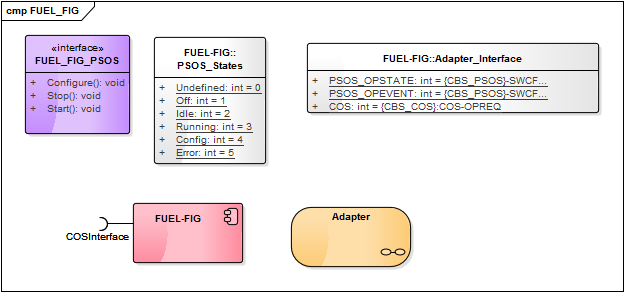 cmp FUEL_FIG
«interface»
FUEL_FIG_PSOS
+ Configure(): void
+ Stop(): void
+ Start(): void
FUEL-FIG::
PSOS_States
+ Undefined: int = 0
+ Off: int = 1
+ Idle: int = 2
+ Running: int = 3
+ Config: int = 4
+ Error: int = 5
FUEL-FIG::Adapter_Interface
+ PSOS_OPSTATE: int = {CBS_PSOS}-SWCF...
+ PSOS_OPEVENT: int = {CBS_PSOS}-SWCF...
+ COS: int = {CBS_COS}:COS-OPREQ
COSInterface
FUEL-FIG
Adapter